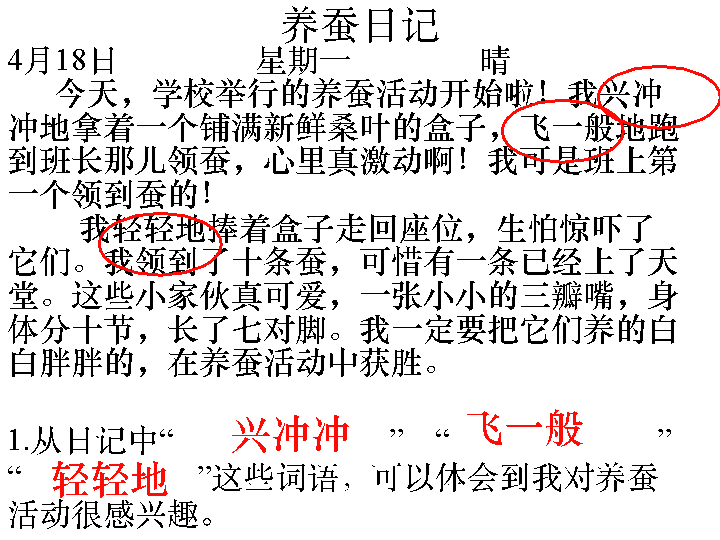 养蚕日记
4月18日 星期一 晴
今天，学校举行的养蚕活动开始啦！我兴冲
冲地拿着一个铺满新鲜桑叶的盒子，飞一般地跑
到班长那儿领蚕，心里真激动啊！我可是班上第
一个领到蚕的！
我轻轻地捧着盒子走回座位，生怕惊吓了
它们。我领到了十条蚕，可惜有一条已经上了天
堂。这些小家伙真可爱，一张小小的三瓣嘴，身
体分十节，长了七对脚。我一定要把它们养的白
白胖胖的，在养蚕活动中获胜。
1.从日记中“ 兴冲冲 ” “ 飞一般 ”
“ 轻轻地 ”这些词语，可以体会到我对养蚕
活动很感兴趣。